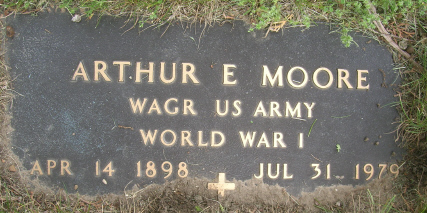 ARTHUR E MOORE
WAGR US ARMY
WORLD WAR I
APR 14 1898 JUL 31 1979